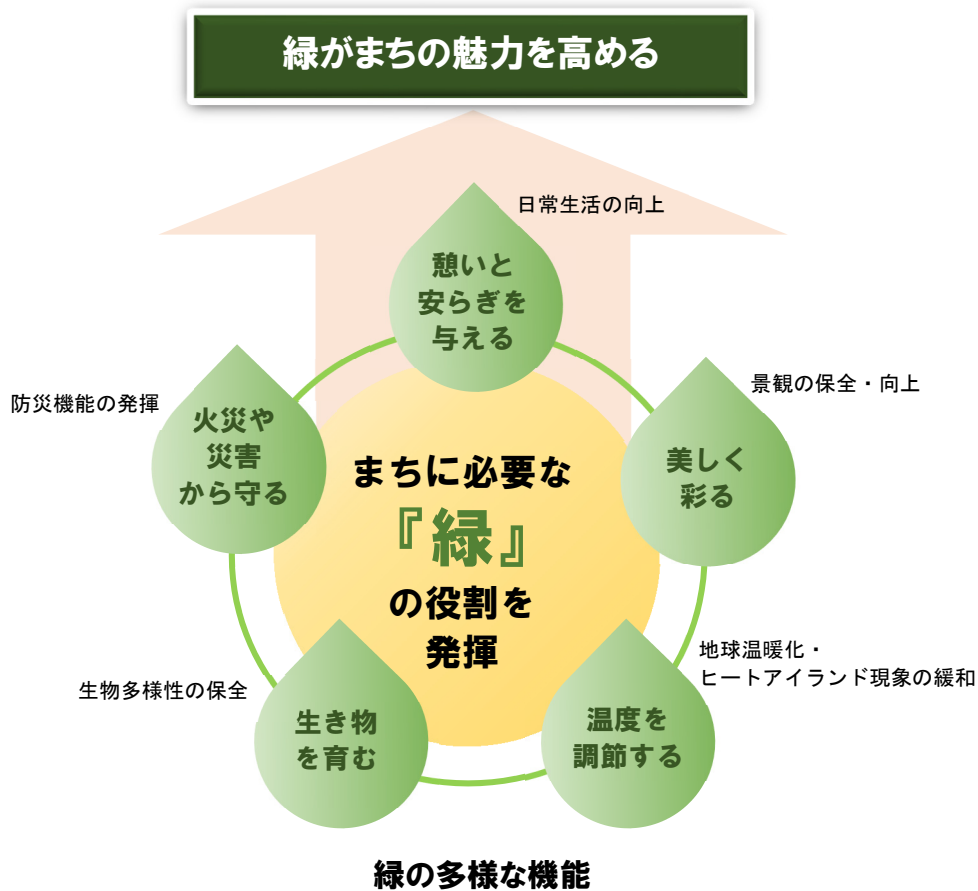 緑がまちの魅力を高める
日常生活の向上
憩いと
安らぎを
与える
防災機能の発揮
火災や
災害
から守る
景観の保全・向上
美しく
彩る
まちに必要な
『緑』
の役割を
発揮
生物多様性の保全
生き物
を育む
地球温暖化・
ヒートアイランド現象の緩和
温度を
調節する
緑の多様な機能